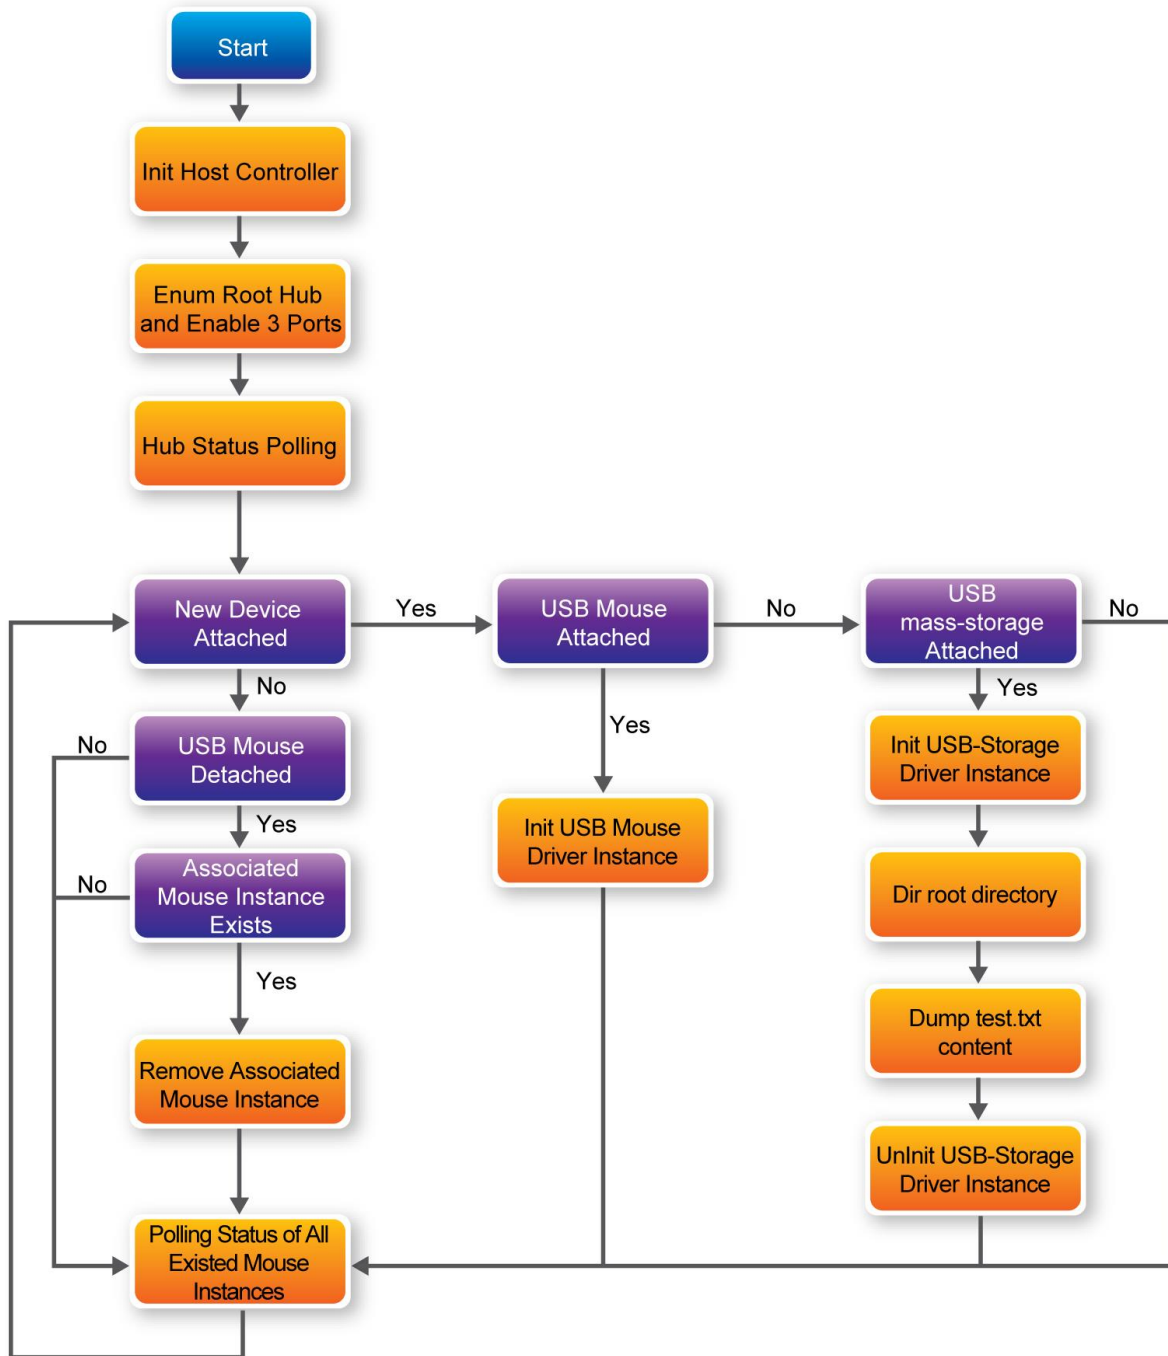 Start
Init Host Controller
Enum Root Hub
and Enable 3 Ports
Hub Status Polling
New Device
Attached
Yes
USB Mouse
Attached
No
USB
mass-storage
Attached
No
No
USB Mouse
Detached
No
Yes
Associated
Mouse Instance
Exists
No
Yes
Remove Associated
Mouse Instance
Polling Status of All
Existed Mouse
Instances
Yes
Init USB Mouse
Driver Instance
Yes
Init USB-Storage
Driver Instance
Dir root directory
Dump test.txt
content
UnInit USB-Storage
Driver Instance